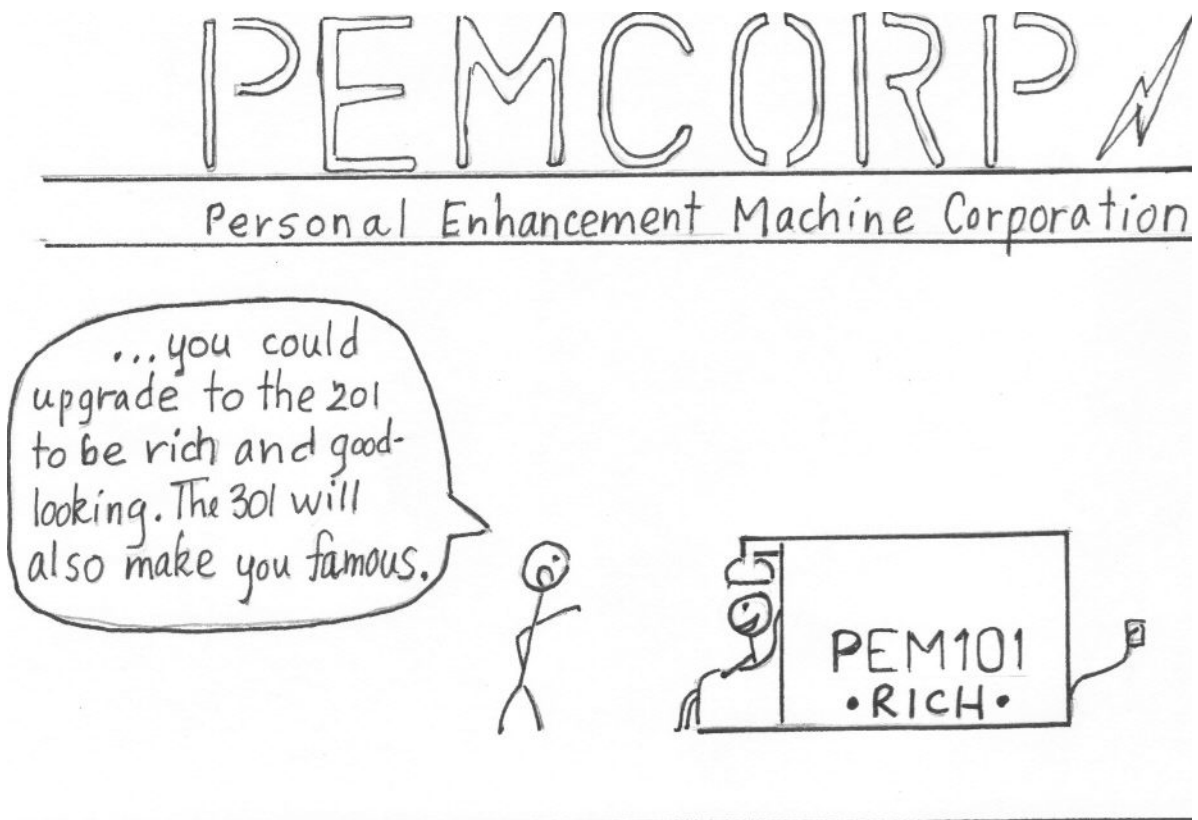 PEMCORP
Personal Enhancement Machine Corporation
...you could
upgrade to the 201
to be rich and good-
looking. The 301 will
also make you famous.
PEM101
•RICH•